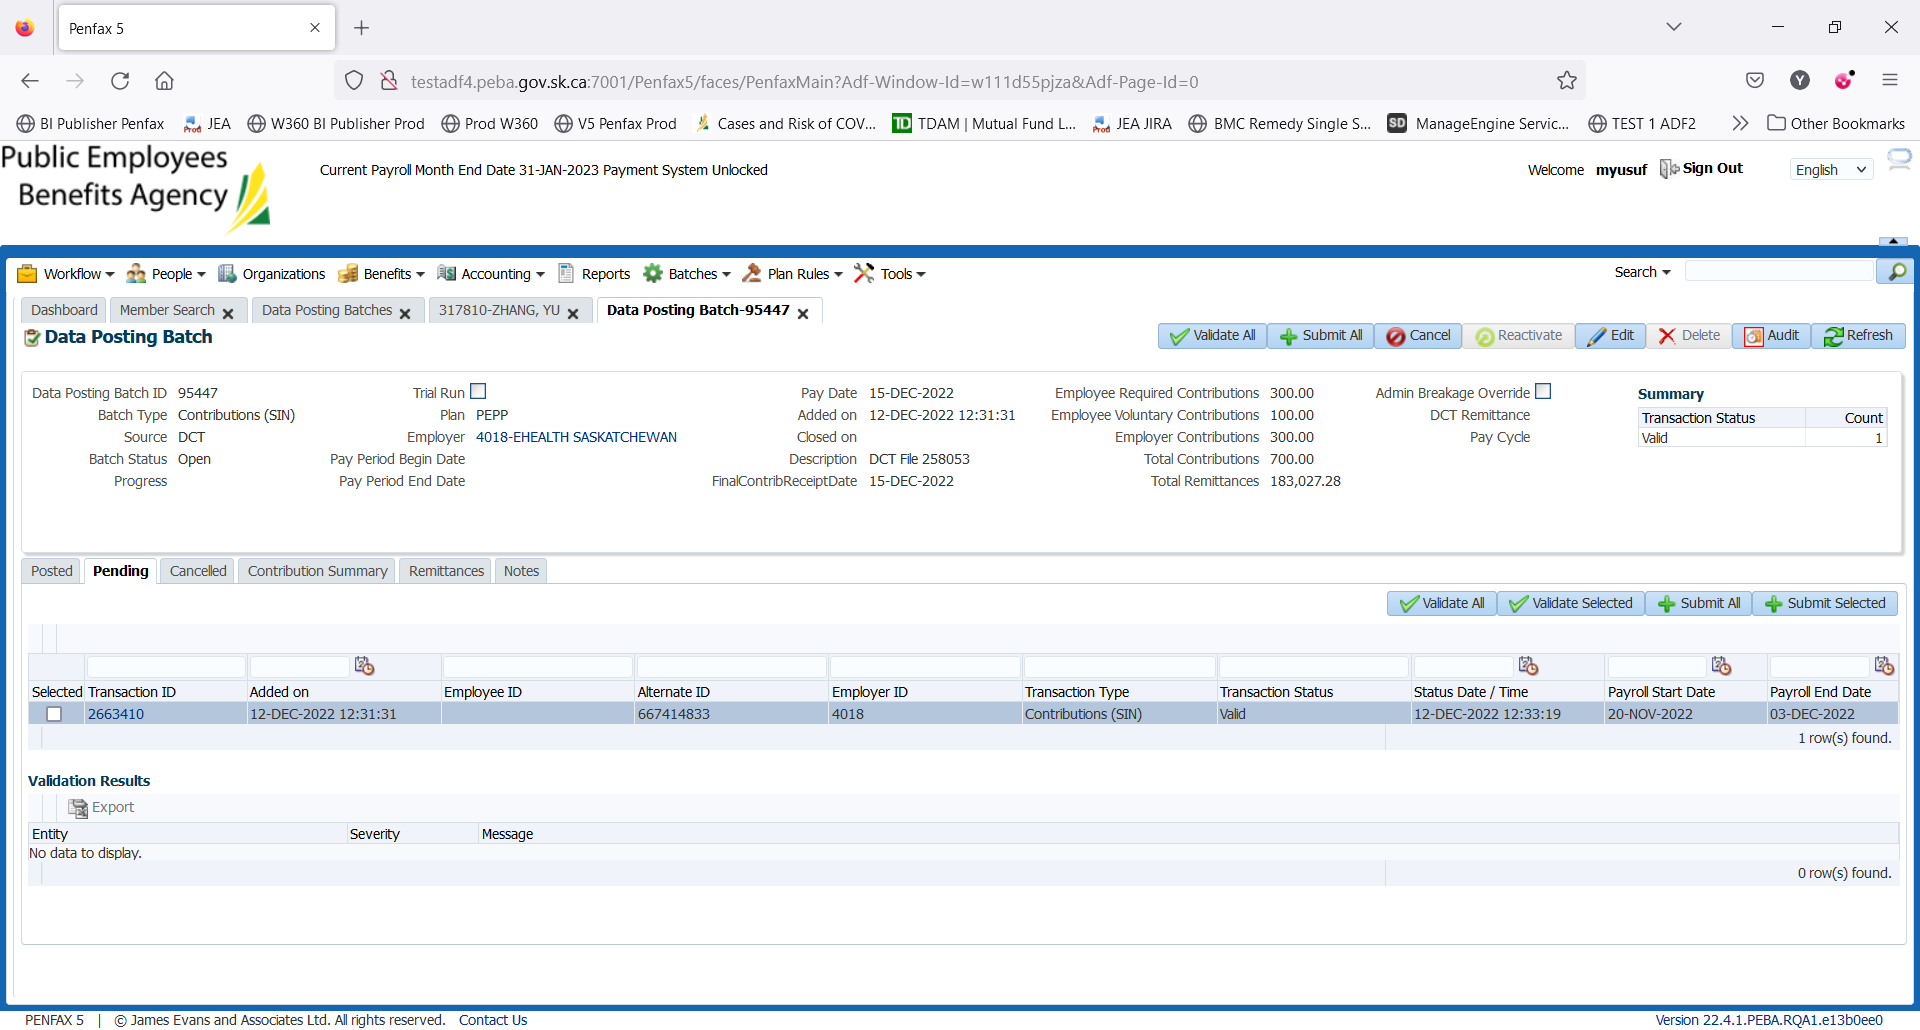 Penfax 5
testadf4.peba.gov.sk.ca:7001/Penfax5/faces/PenfaxMain?Adf-Window-Id=w111d55pjza&Adf-Page-Id=0
Y
BI Publisher Penfax JEA W360 BI Publisher Prod Prod W360 V5 Penfax Prod Cases and Risk of COV... TDAM | Mutual Fund L... JEA JIRA BMC Remedy Single S... ManageEngine Servic... TEST 1 ADF2 Other Bookmarks
Public Employees
Benefits Agency
Current Payroll Month End Date 31-JAN-2023 Payment System Unlocked
Welcome myusuf Sign Out English
Workflow People Organizations Benefits Accounting Reports Batches Plan Rules Tools Search
Dashboard Member Search Data Posting Batches 317810-ZHANG, YU Data Posting Batch-95447
Data Posting Batch
Validate All Submit All Cancel Reactivate Edit Delete Audit Refresh
Data Posting Batch ID 95447 Trial Run Pay Date 15-DEC-2022 Employee Required Contributions 300.00 Admin Breakage Override Summary
Batch Type Contributions (SIN) Plan PEPP Added on 12-DEC-2022 12:31:31 Employee Voluntary Contributions 100.00 DCT Remittance Transaction Status Count
Source DCT Employer 4018-EHEALTH SASKATCHEWAN Closed on Employer Contributions 300.00 Pay Cycle Valid 1
Batch Status Open Pay Period Begin Date Description DCT File 258053 Total Contributions 700.00
Progress Pay Period End Date FinalContribReceiptDate 15-DEC-2022 Total Remittances 183,027.28
Posted Pending Cancelled Contribution Summary Remittances Notes
Validate All Validate Selected Submit All Submit Selected
Selected Transaction ID Added on Employee ID Alternate ID Employer ID Transaction Type Transaction Status Status Date / Time Payroll Start Date Payroll End Date
2663410 12-DEC-2022 12:31:31 667414833 4018 Contributions (SIN) Valid 12-DEC-2022 12:33:19 20-NOV-2022 03-DEC-2022
1 row(s) found.
Validation Results
Export
Entity Severity Message
No data to display.
0 row(s) found.
PENFAX 5 | © James Evans and Associates Ltd. All rights reserved. Contact Us Version 22.4.1.PEBA.RQA1.e13b0ee0